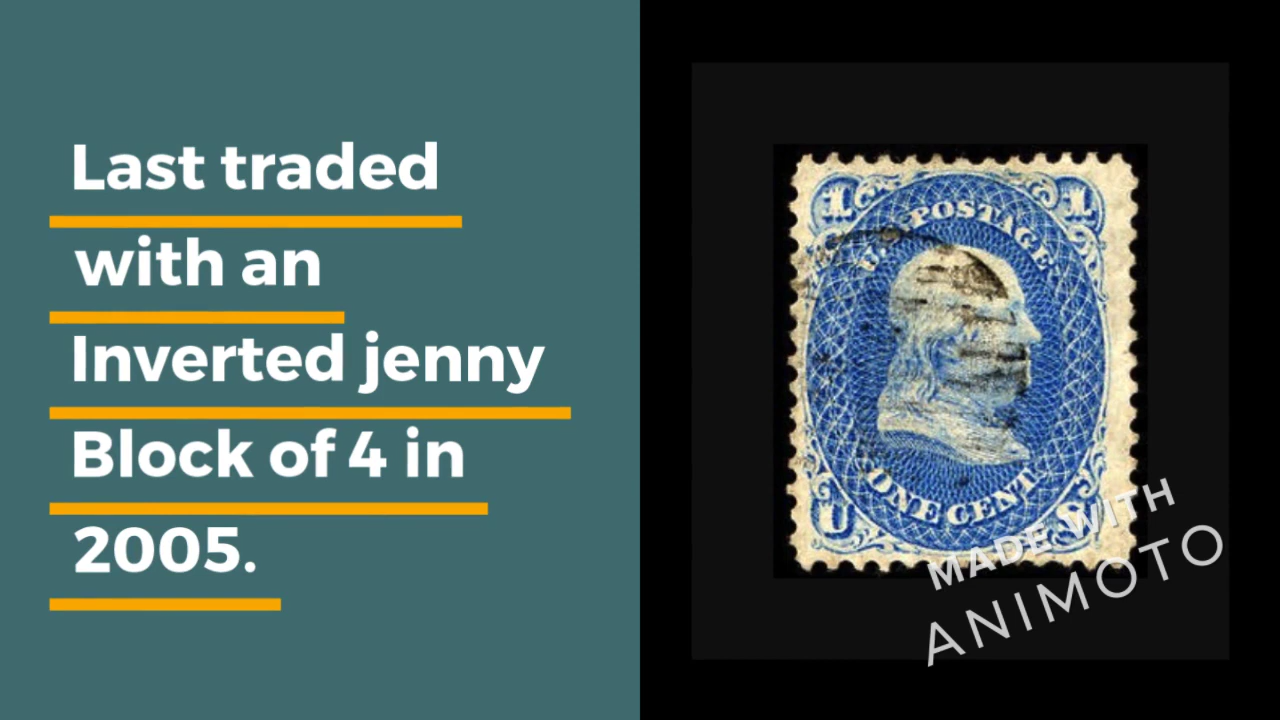 Last traded
with an
Inverted jenny
Block of 4 in
2005.
1 1
U.S. POSTAGE.
ONE CENT
U S
MADE WITH
ANIMOTO